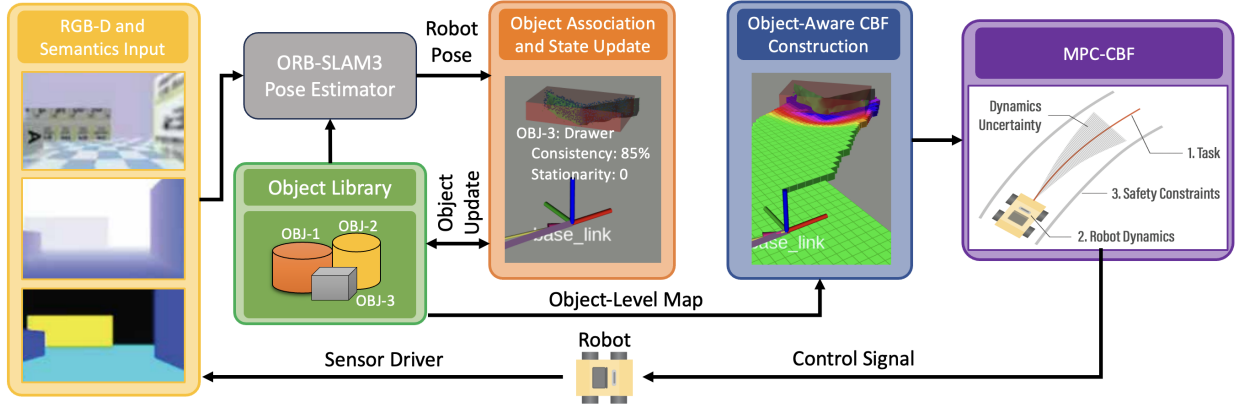 RGB-D and
Semantics Input
A
ORB-SLAM3
Pose Estimator
Robot
Pose
Object Association
and State Update
OBJ-3: Drawer
Consistency: 85%
Stationarity: 0
base_link
Object Library
OBJ-1
OBJ-2
OBJ-3
Object
Update
Object-Aware CBF
Construction
ase_link
MPC-CBF
Dynamics
Uncertainty
1. Task
3. Safety Constraints
2. Robot Dynamics
Object-Level Map
Sensor Driver
Robot
Control Signal